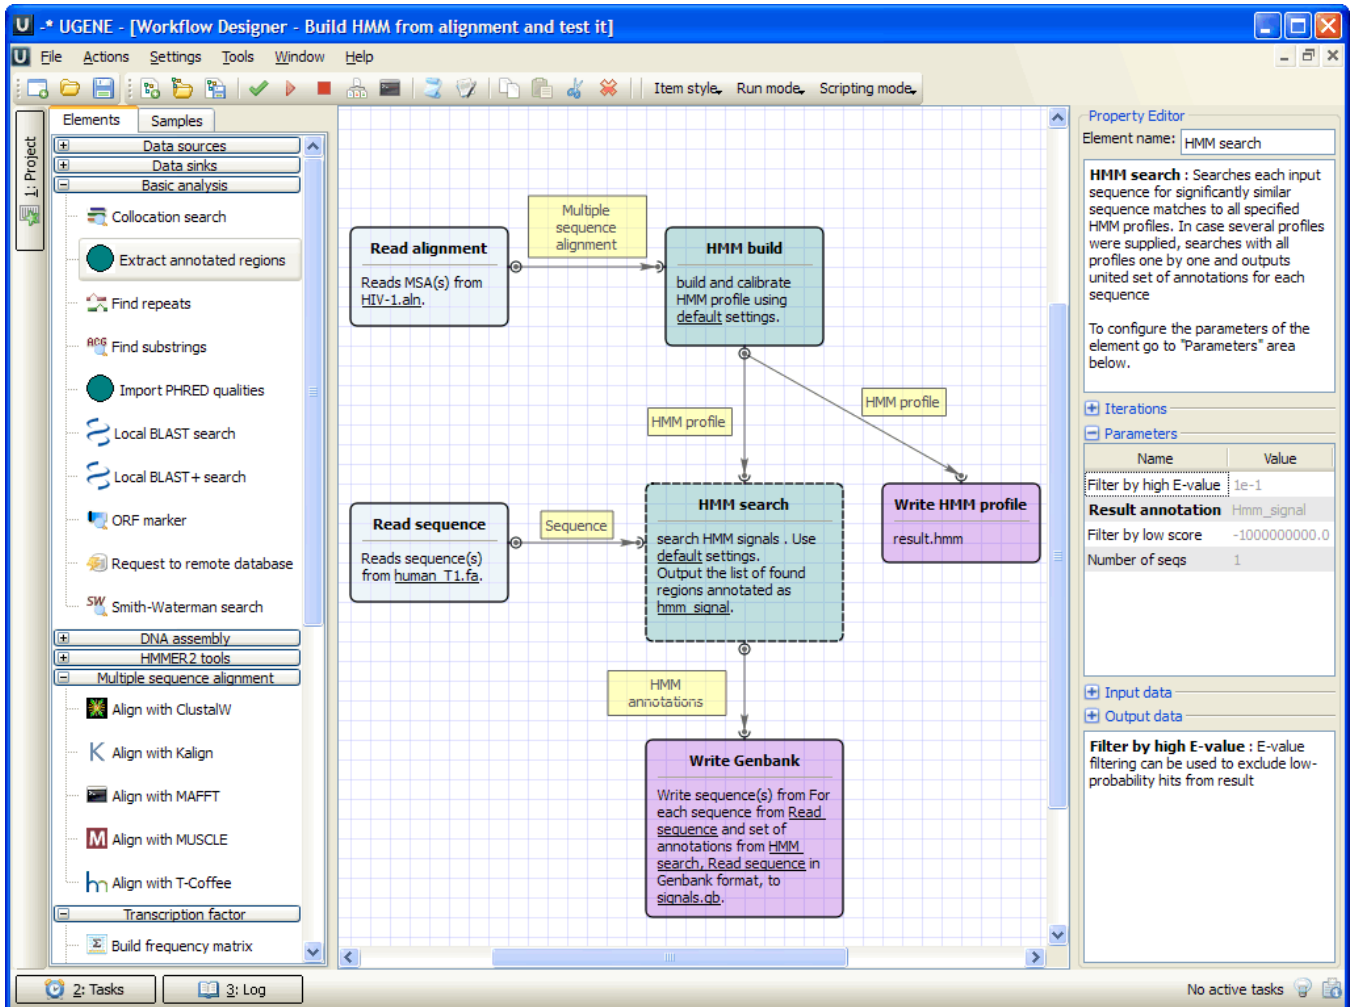 -* UGENE - [Workflow Designer - Build HMM from alignment and test it]
File Actions Settings Tools Window Help
Item style Run mode Scripting mode
1: Project
Elements Samples
Data sources
Data sinks
Basic analysis
Collocation search
Extract annotated regions
Find repeats
Find substrings
Import PHRED qualities
Local BLAST search
Local BLAST+ search
ORF marker
Request to remote database
Smith-Waterman search
DNA assembly
HMMER2 tools
Multiple sequence alignment
Align with ClustalW
Align with Kalign
Align with MAFFT
Align with MUSCLE
Align with T-Coffee
Transcription factor
Build frequency matrix
Read alignment
Reads MSA(s) from
HIV-1.aln.
Multiple
sequence
alignment
HMM build
build and calibrate
HMM profile using
default settings.
HMM profile
HMM profile
Read sequence
Reads sequence(s)
from human_T1.fa.
Sequence
HMM search
search HMM signals . Use
default settings.
Output the list of found
regions annotated as
hmm_signal.
Write HMM profile
result.hmm
HMM
annotations
Write Genbank
Write sequence(s) from For
each sequence from Read
sequence and set of
annotations from HMM
search, Read sequence in
Genbank format, to
signals.gb.
Property Editor
Element name: HMM search
HMM search : Searches each input
sequence for significantly similar
sequence matches to all specified
HMM profiles. In case several profiles
were supplied, searches with all
profiles one by one and outputs
united set of annotations for each
sequence
To configure the parameters of the
element go to "Parameters" area
below.
Iterations
Parameters
Name Value
Filter by high E-value 1e-1
Result annotation Hmm_signal
Filter by low score -1000000000.0
Number of seqs 1
Input data
Output data
Filter by high E-value : E-value
filtering can be used to exclude low-
probability hits from result
2: Tasks 3: Log No active tasks